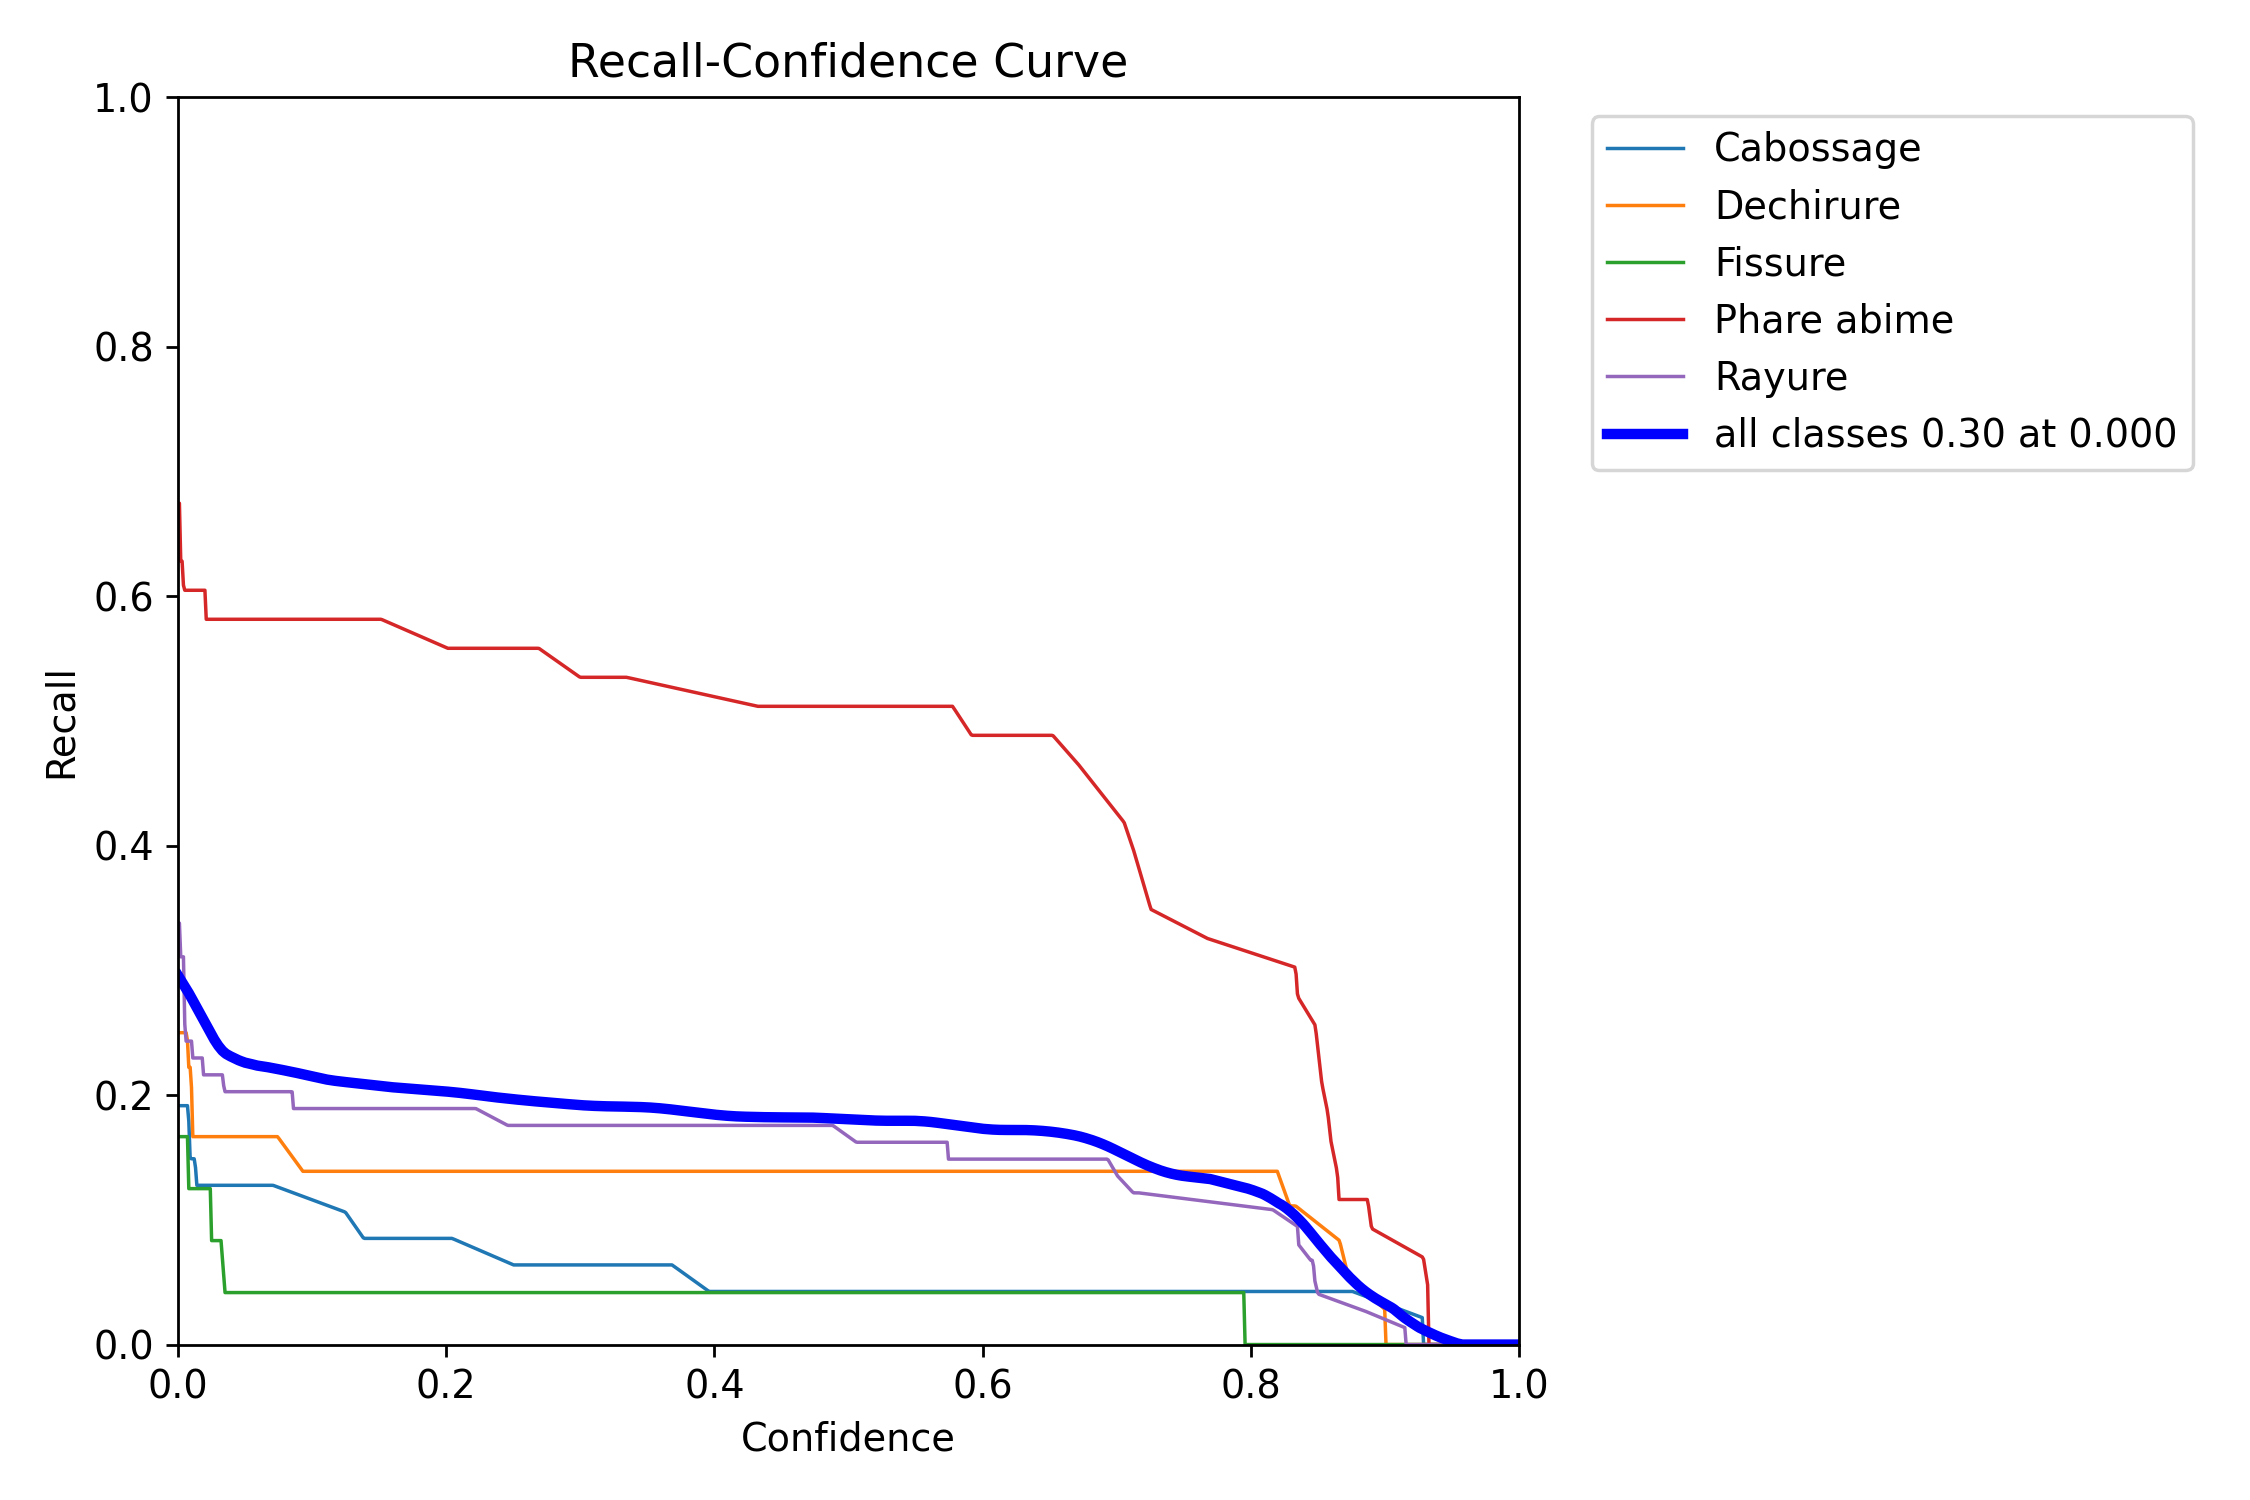 Recall-Confidence Curve
1.0
0.8
0.6
0.4
0.2
0.0
Recall
0.0 0.2 0.4 0.6 0.8 1.0
Confidence
Cabossage
Dechirure
Fissure
Phare abime
Rayure
all classes 0.30 at 0.000